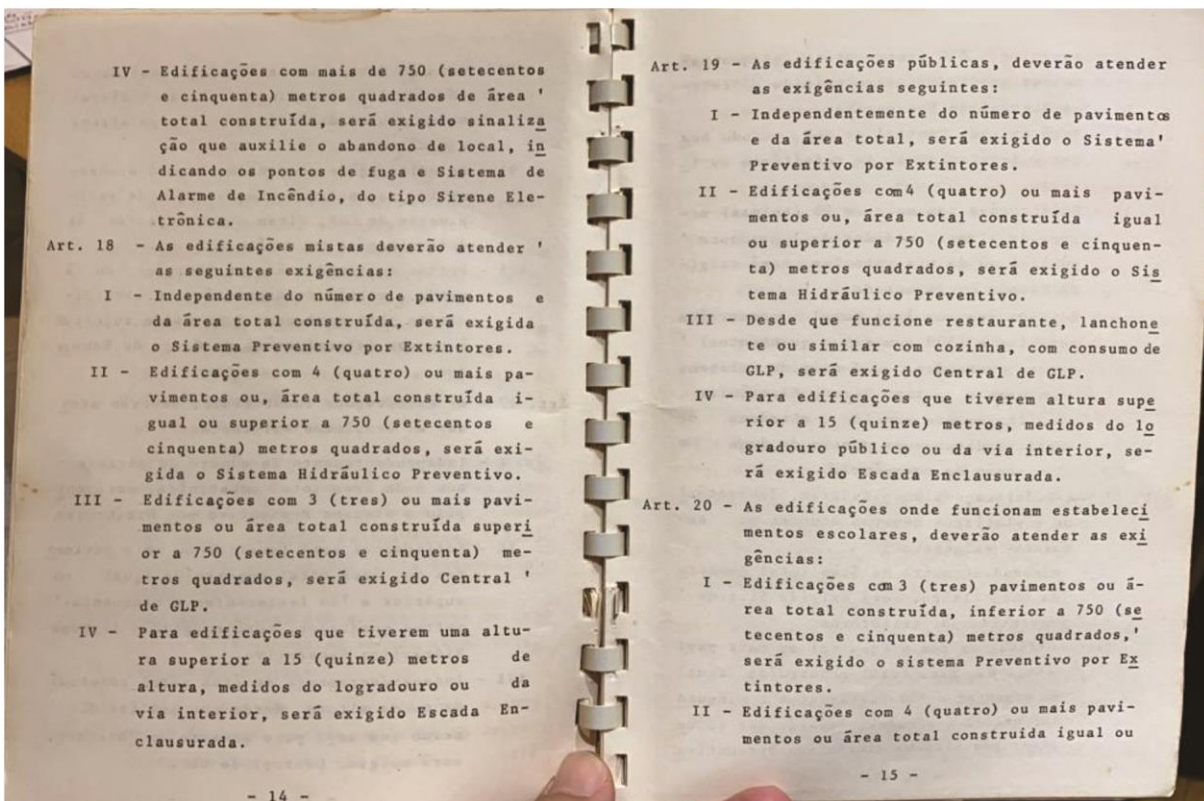 IV - Edificações com mais de 750 (setecentos
e cinquenta) metros quadrados de área '
total construída, será exigido sinaliza
ção que auxilie o abandono de local, in
dicando os pontos de fuga e Sistema de
Alarme de Incêndio, do tipo Sirene Ele-
trônica.
Art. 18 - As edificações mistas deverão atender '
as seguintes exigências:
I - Independente do número de pavimentos e
da área total construída, será exigida
o Sistema Preventivo por Extintores.
II - Edificações com 4 (quatro) ou mais pa-
vimentos ou, área total construída i-
gual ou superior a 750 (setecentos e
cinquenta) metros quadrados, será exi-
gida o Sistema Hidráulico Preventivo.
III - Edificações com 3 (tres) ou mais pavi-
mentos ou área total construída superi
or a 750 (setecentos e cinquenta) me-
tros quadrados, será exigido Central '
de GLP.
IV - Para edificações que tiverem uma altu-
ra superior a 15 (quinze) metros de
altura, medidos do logradouro ou da
via interior, será exigido Escada En-
clausurada.
- 14 -
Art. 19 - As edificações públicas, deverão atender
as exigências seguintes:
I - Independentemente do número de pavimentos
e da área total, será exigido o Sistema'
Preventivo por Extintores.
II - Edificações com 4 (quatro) ou mais pavi-
mentos ou, área total construída igual
ou superior a 750 (setecentos e cinquen-
ta) metros quadrados, será exigido o Sis
tema Hidráulico Preventivo.
III - Desde que funcione restaurante, lanchone
te ou similar com cozinha, com consumo de
GLP, será exigido Central de GLP.
IV - Para edificações que tiverem altura supe
rior a 15 (quinze) metros, medidos do lo
gradouro público ou da via interior, se-
rá exigido Escada Enclausurada.
Art. 20 - As edificações onde funcionam estabeleci
mentos escolares, deverão atender as exi
gências:
I - Edificações com 3 (tres) pavimentos ou á-
rea total construída, inferior a 750 (se
tecentos e cinquenta) metros quadrados,'
será exigido o sistema Preventivo por Ex
tintores.
II - Edificações com 4 (quatro) ou mais pavi-
mentos ou área total construida igual ou
- 15 -